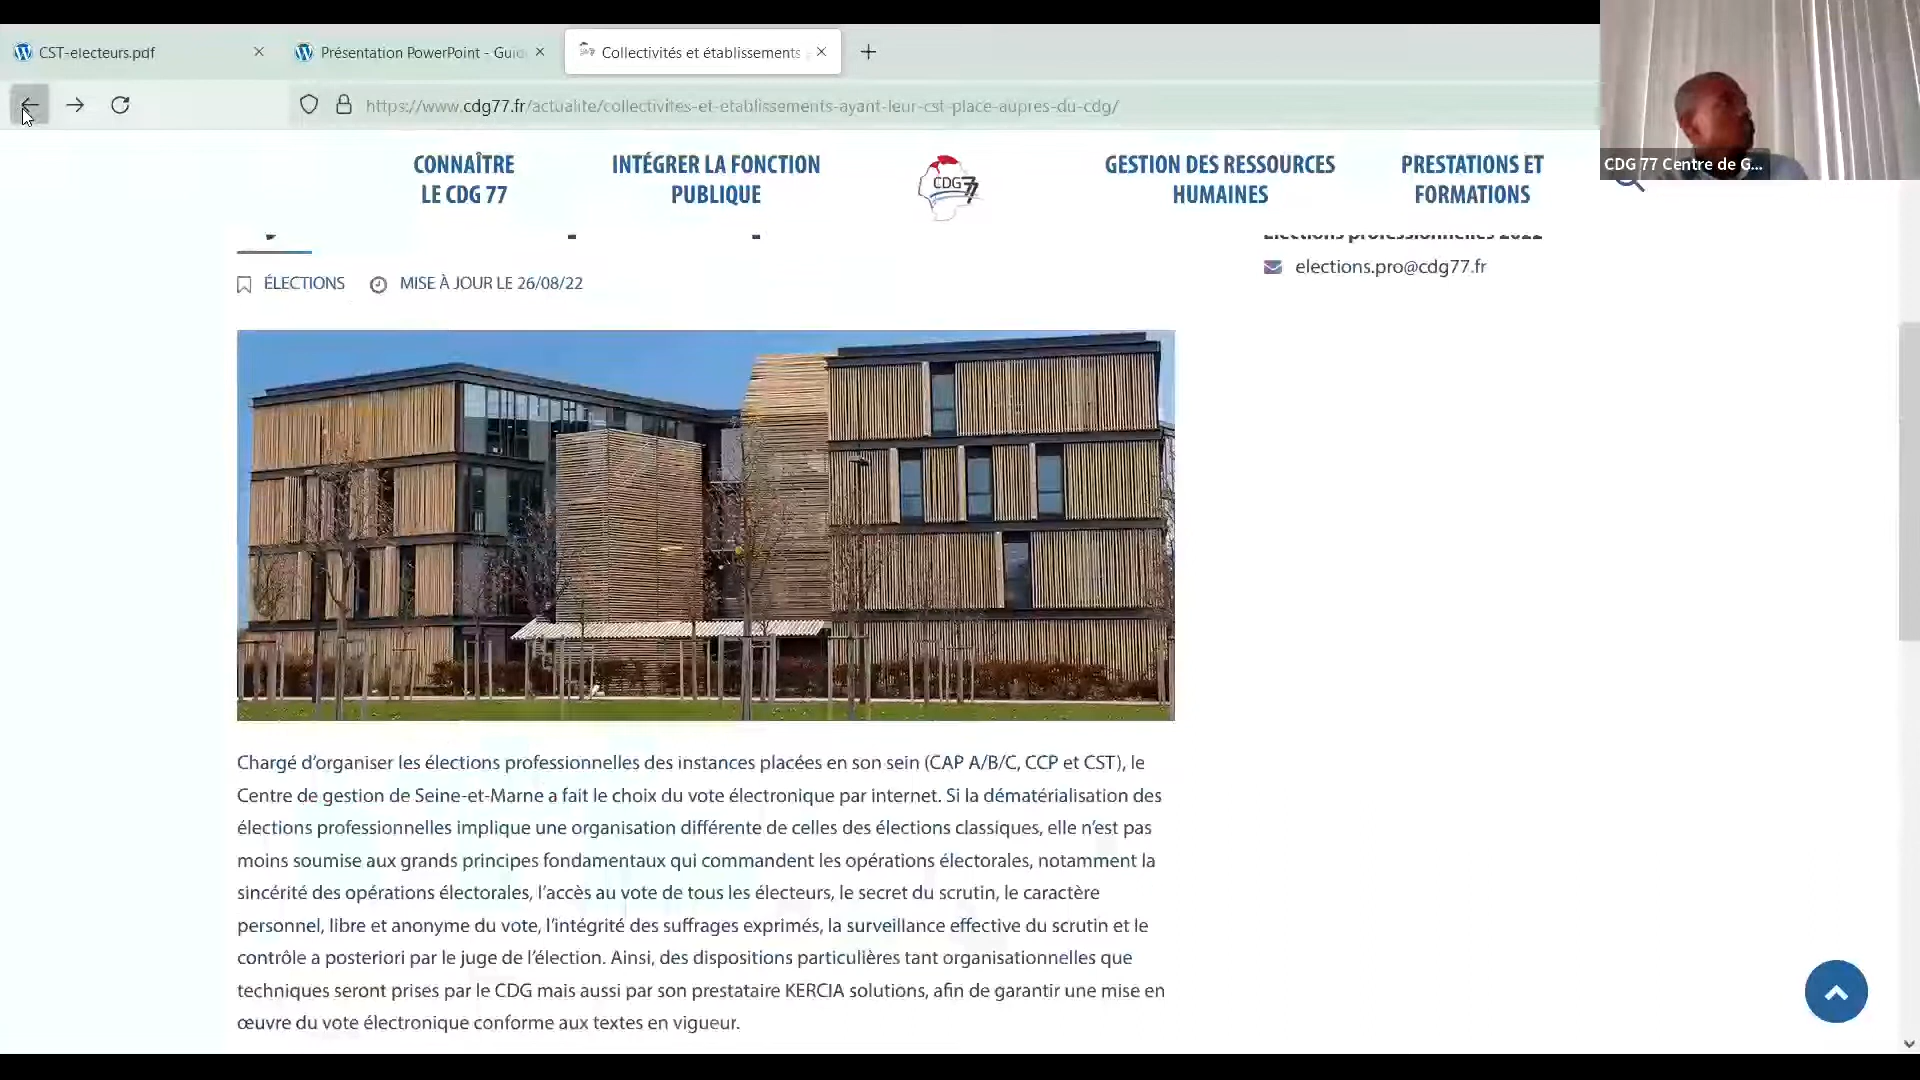 CST-electeurs.pdf
Présentation PowerPoint - Guid
Collectivités et établissements
https://www.cdg77.fr/actualite/collectivites-et-etablissements-ayant-leur-cst-place-aupres-du-cdg/
CDG 77 Centre de G...
CONNAÎTRE
LE CDG 77
INTÉGRER LA FONCTION
PUBLIQUE
CDG 77
GESTION DES RESSOURCES
HUMAINES
PRESTATIONS ET
FORMATIONS
Elections professionnelles 2022
elections.pro@cdg77.fr
ÉLECTIONS
MISE À JOUR LE 26/08/22
Chargé d’organiser les élections professionnelles des instances placées en son sein (CAP A/B/C, CCP et CST), le
Centre de gestion de Seine-et-Marne a fait le choix du vote électronique par internet. Si la dématérialisation des
élections professionnelles implique une organisation différente de celles des élections classiques, elle n’est pas
moins soumise aux grands principes fondamentaux qui commandent les opérations électorales, notamment la
sincérité des opérations électorales, l’accès au vote de tous les électeurs, le secret du scrutin, le caractère
personnel, libre et anonyme du vote, l’intégrité des suffrages exprimés, la surveillance effective du scrutin et le
contrôle a posteriori par le juge de l’élection. Ainsi, des dispositions particulières tant organisationnelles que
techniques seront prises par le CDG mais aussi par son prestataire KERCIA solutions, afin de garantir une mise en
œuvre du vote électronique conforme aux textes en vigueur.